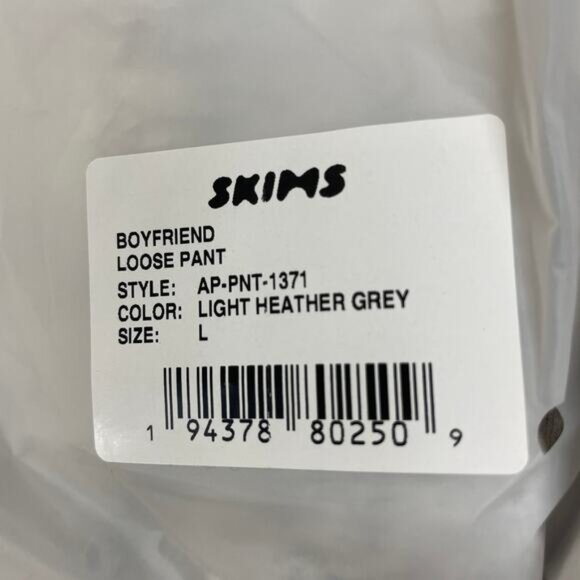 SKIMS
BOYFRIEND
LOOSE PANT
STYLE: AP-PNT-1371
COLOR: LIGHT HEATHER GREY
SIZE: L
1 94378 80250 9